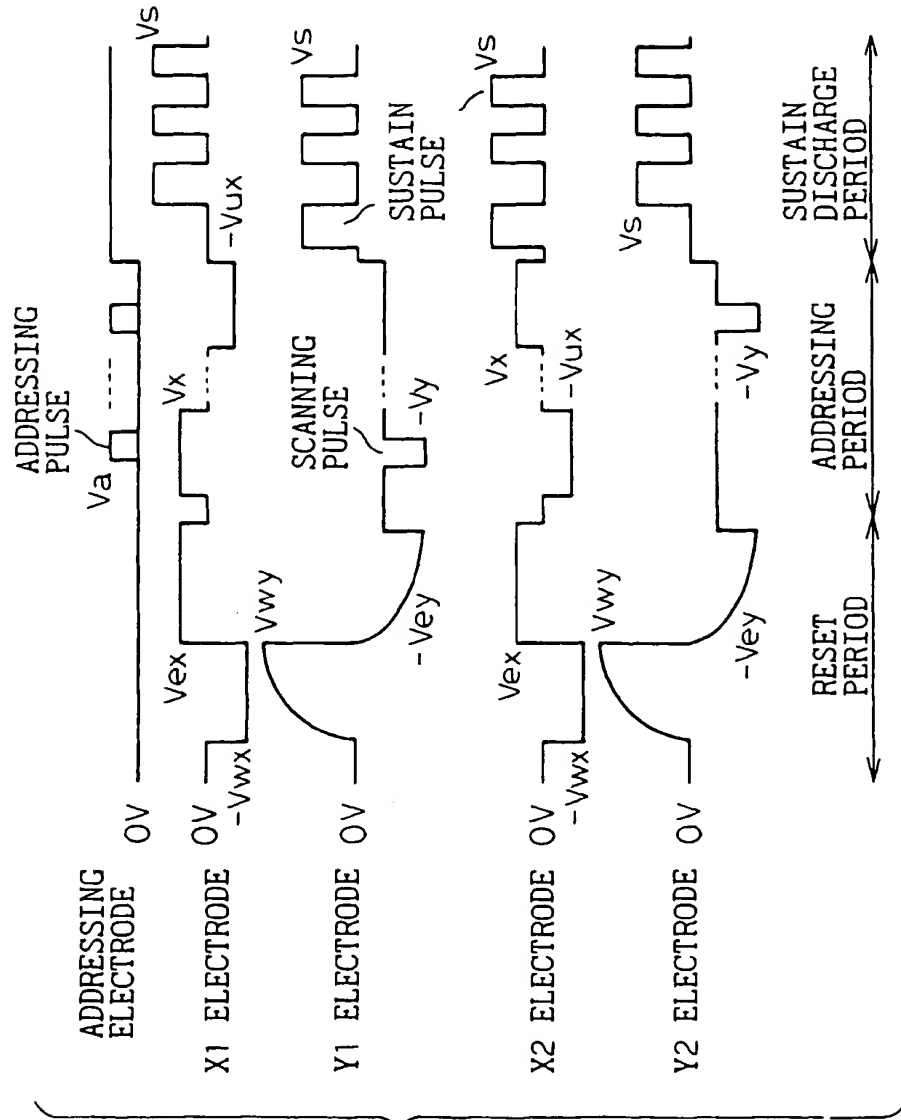 ADDRESSING
ELECTRODE
0V
Va
ADDRESSING
PULSE
X1 ELECTRODE
0V
-Vwx
Vex
Vx
-Vux
Vs
Y1 ELECTRODE
0V
Vwy
-Vey
SCANNING
PULSE
-Vy
SUSTAIN
PULSE
Vs
X2 ELECTRODE
0V
-Vwx
Vex
Vx
-Vux
Vs
Y2 ELECTRODE
0V
Vwy
-Vey
-Vy
Vs
RESET
PERIOD
ADDRESSING
PERIOD
SUSTAIN
DISCHARGE
PERIOD